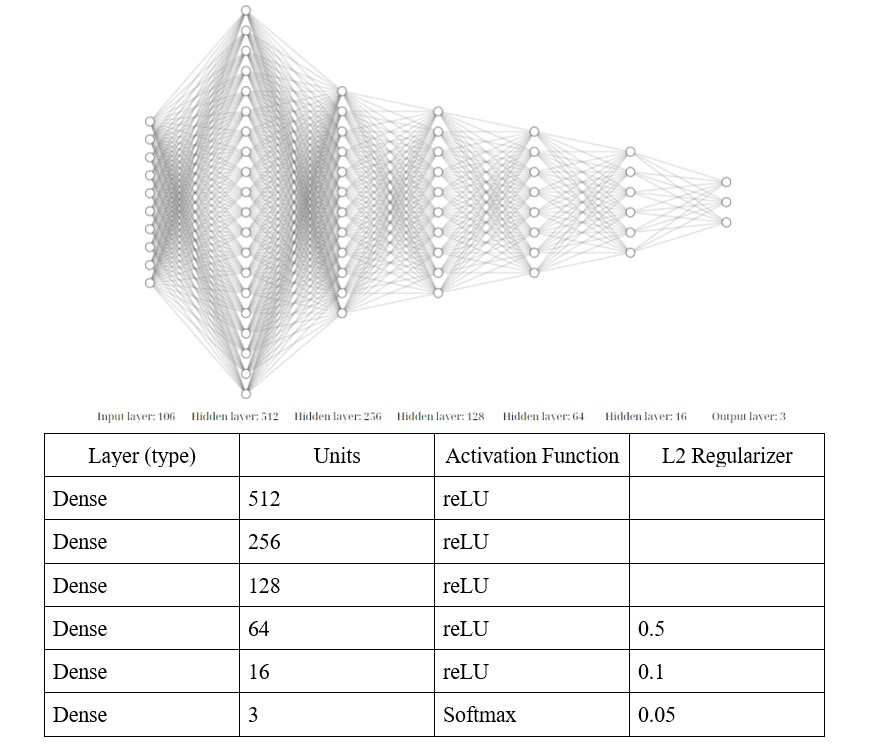 Input layer: 106 Hidden layer: 512 Hidden layer: 256 Hidden layer: 128 Hidden layer: 64 Hidden layer: 16 Output layer: 3
Layer (type) Units Activation Function L2 Regularizer
Dense 512 reLU
Dense 256 reLU
Dense 128 reLU
Dense 64 reLU 0.5
Dense 16 reLU 0.1
Dense 3 Softmax 0.05